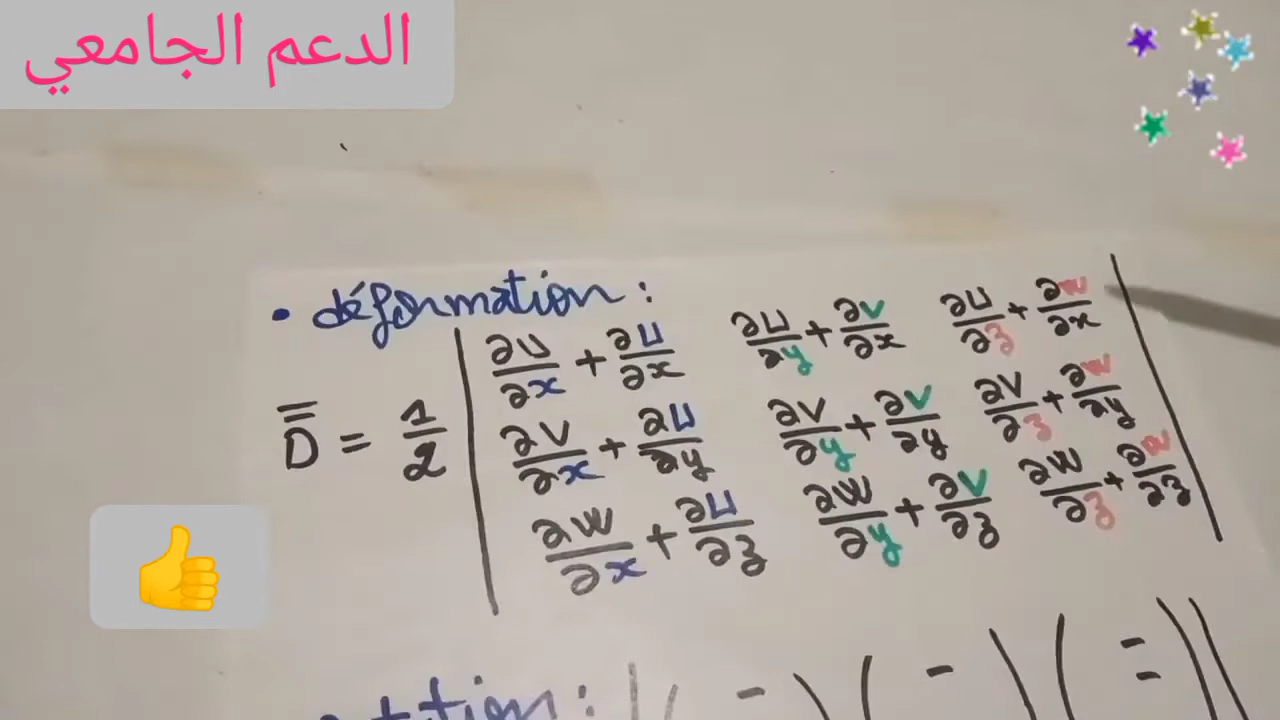 الدعم الجامعي
• déformation :
D̿ = 1/2 | ∂U/∂x + ∂U/∂x   ∂U/∂y + ∂V/∂x   ∂U/∂z + ∂W/∂x |
| ∂V/∂x + ∂U/∂y   ∂V/∂y + ∂V/∂y   ∂V/∂z + ∂W/∂y |
| ∂W/∂x + ∂U/∂z   ∂W/∂y + ∂V/∂z   ∂W/∂z + ∂W/∂z |